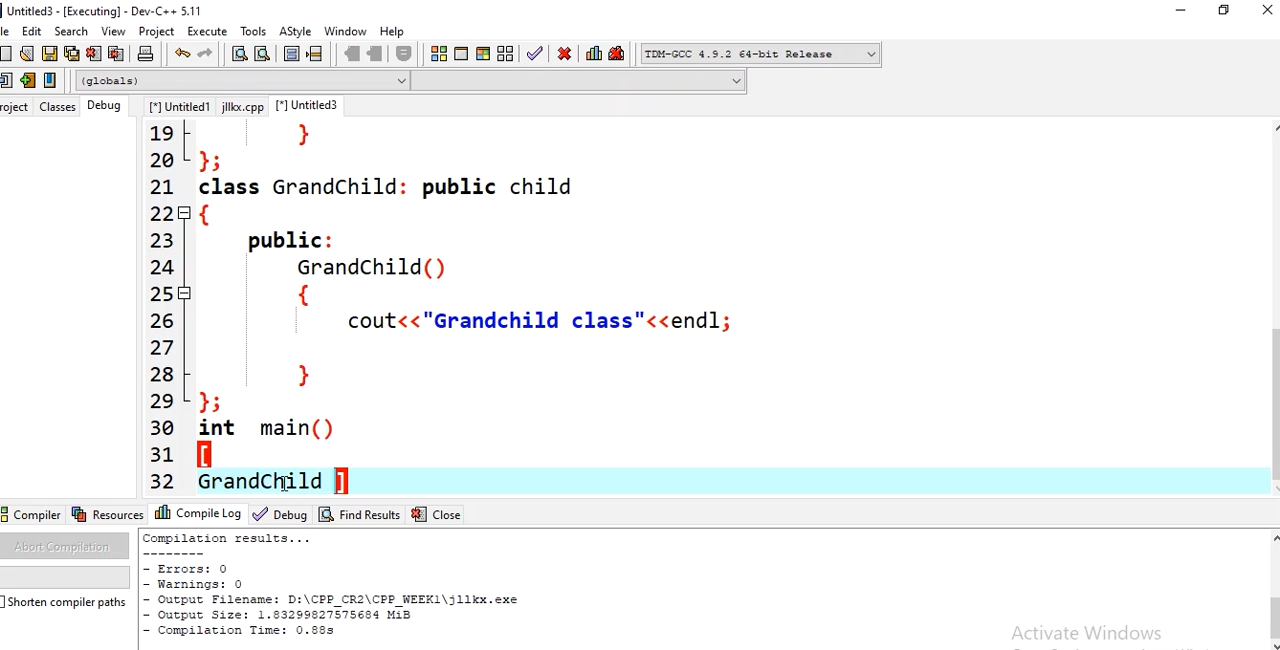 Untitled3 - [Executing] - Dev-C++ 5.11
le Edit Search View Project Execute Tools AStyle Window Help
TDM-GCC 4.9.2 64-bit Release
(globals)
roject Classes Debug [*] Untitled1 jllkx.cpp [*] Untitled3
19 }
20 };
21 class GrandChild: public child
22 {
23 public:
24 GrandChild()
25 {
26 cout<<"Grandchild class"<<endl;
27
28 }
29 };
30 int main()
31 [
32 GrandChild ]
Compiler Resources Compile Log Debug Find Results Close
Abort Compilation
Shorten compiler paths
Compilation results...
--------
- Errors: 0
- Warnings: 0
- Output Filename: D:\CPP_CR2\CPP_WEEK1\jllkx.exe
- Output Size: 1.83299827575684 MiB
- Compilation Time: 0.88s
Activate Windows